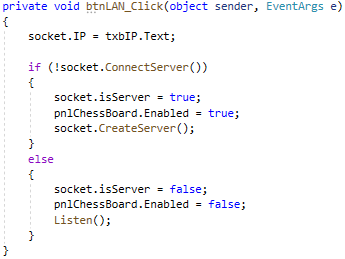 private void btnLAN_Click(object sender, EventArgs e)
{
    socket.IP = txbIP.Text;

    if (!socket.ConnectServer())
    {
        socket.isServer = true;
        pnlChessBoard.Enabled = true;
        socket.CreateServer();
    }
    else
    {
        socket.isServer = false;
        pnlChessBoard.Enabled = false;
        Listen();
    }
}